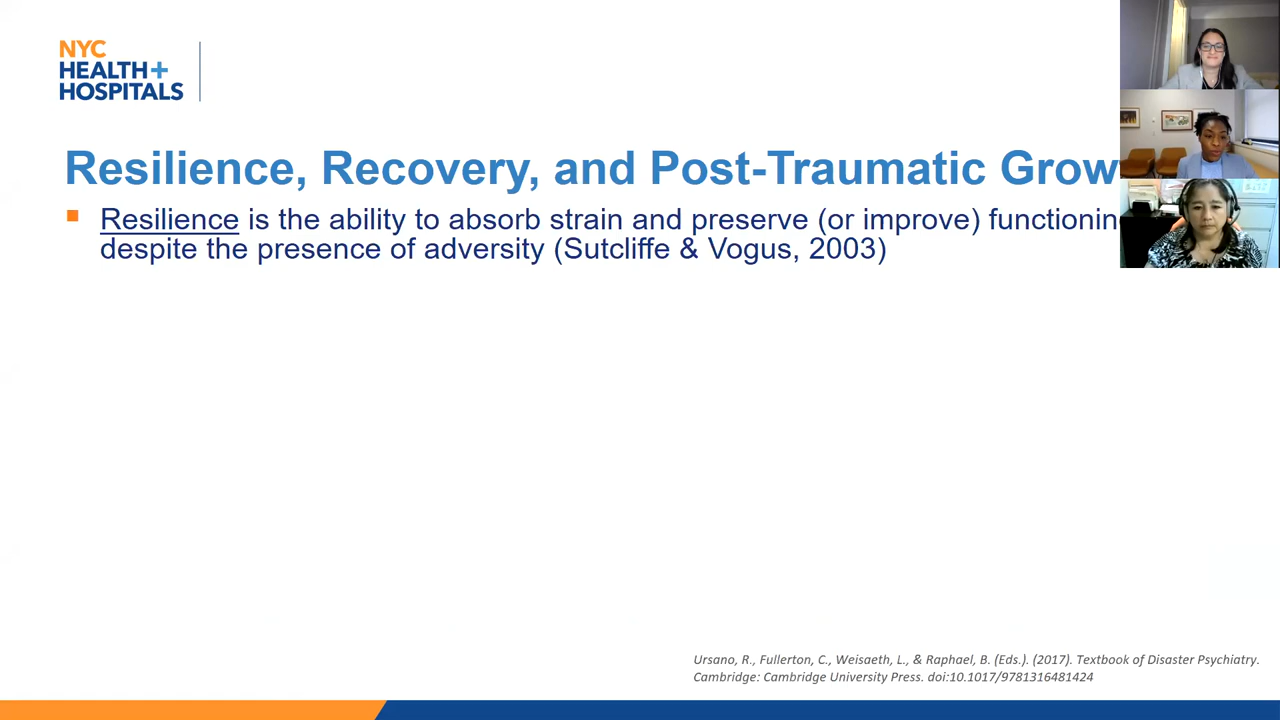 NYC
HEALTH+
HOSPITALS
Resilience, Recovery, and Post-Traumatic Grow
Resilience is the ability to absorb strain and preserve (or improve) functionin
despite the presence of adversity (Sutcliffe & Vogus, 2003)
Ursano, R., Fullerton, C., Weisaeth, L., & Raphael, B. (Eds.). (2017). Textbook of Disaster Psychiatry.
Cambridge: Cambridge University Press. doi:10.1017/9781316481424